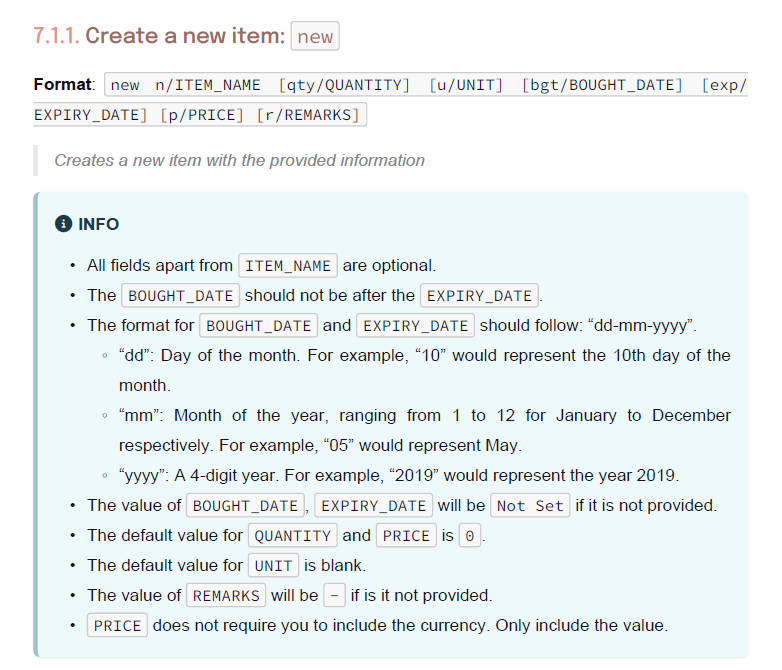 7.1.1. Create a new item: new
Format: new n/ITEM_NAME [qty/QUANTITY] [u/UNIT] [bgt/BOUGHT_DATE] [exp/
EXPIRY_DATE] [p/PRICE] [r/REMARKS]
Creates a new item with the provided information
INFO
• All fields apart from ITEM_NAME are optional.
• The BOUGHT_DATE should not be after the EXPIRY_DATE.
• The format for BOUGHT_DATE and EXPIRY_DATE should follow: “dd-mm-yyyy”.
◦ “dd”: Day of the month. For example, “10” would represent the 10th day of the
month.
◦ “mm”: Month of the year, ranging from 1 to 12 for January to December
respectively. For example, “05” would represent May.
◦ “yyyy”: A 4-digit year. For example, “2019” would represent the year 2019.
• The value of BOUGHT_DATE, EXPIRY_DATE will be Not Set if it is not provided.
• The default value for QUANTITY and PRICE is 0.
• The default value for UNIT is blank.
• The value of REMARKS will be - if is it not provided.
• PRICE does not require you to include the currency. Only include the value.